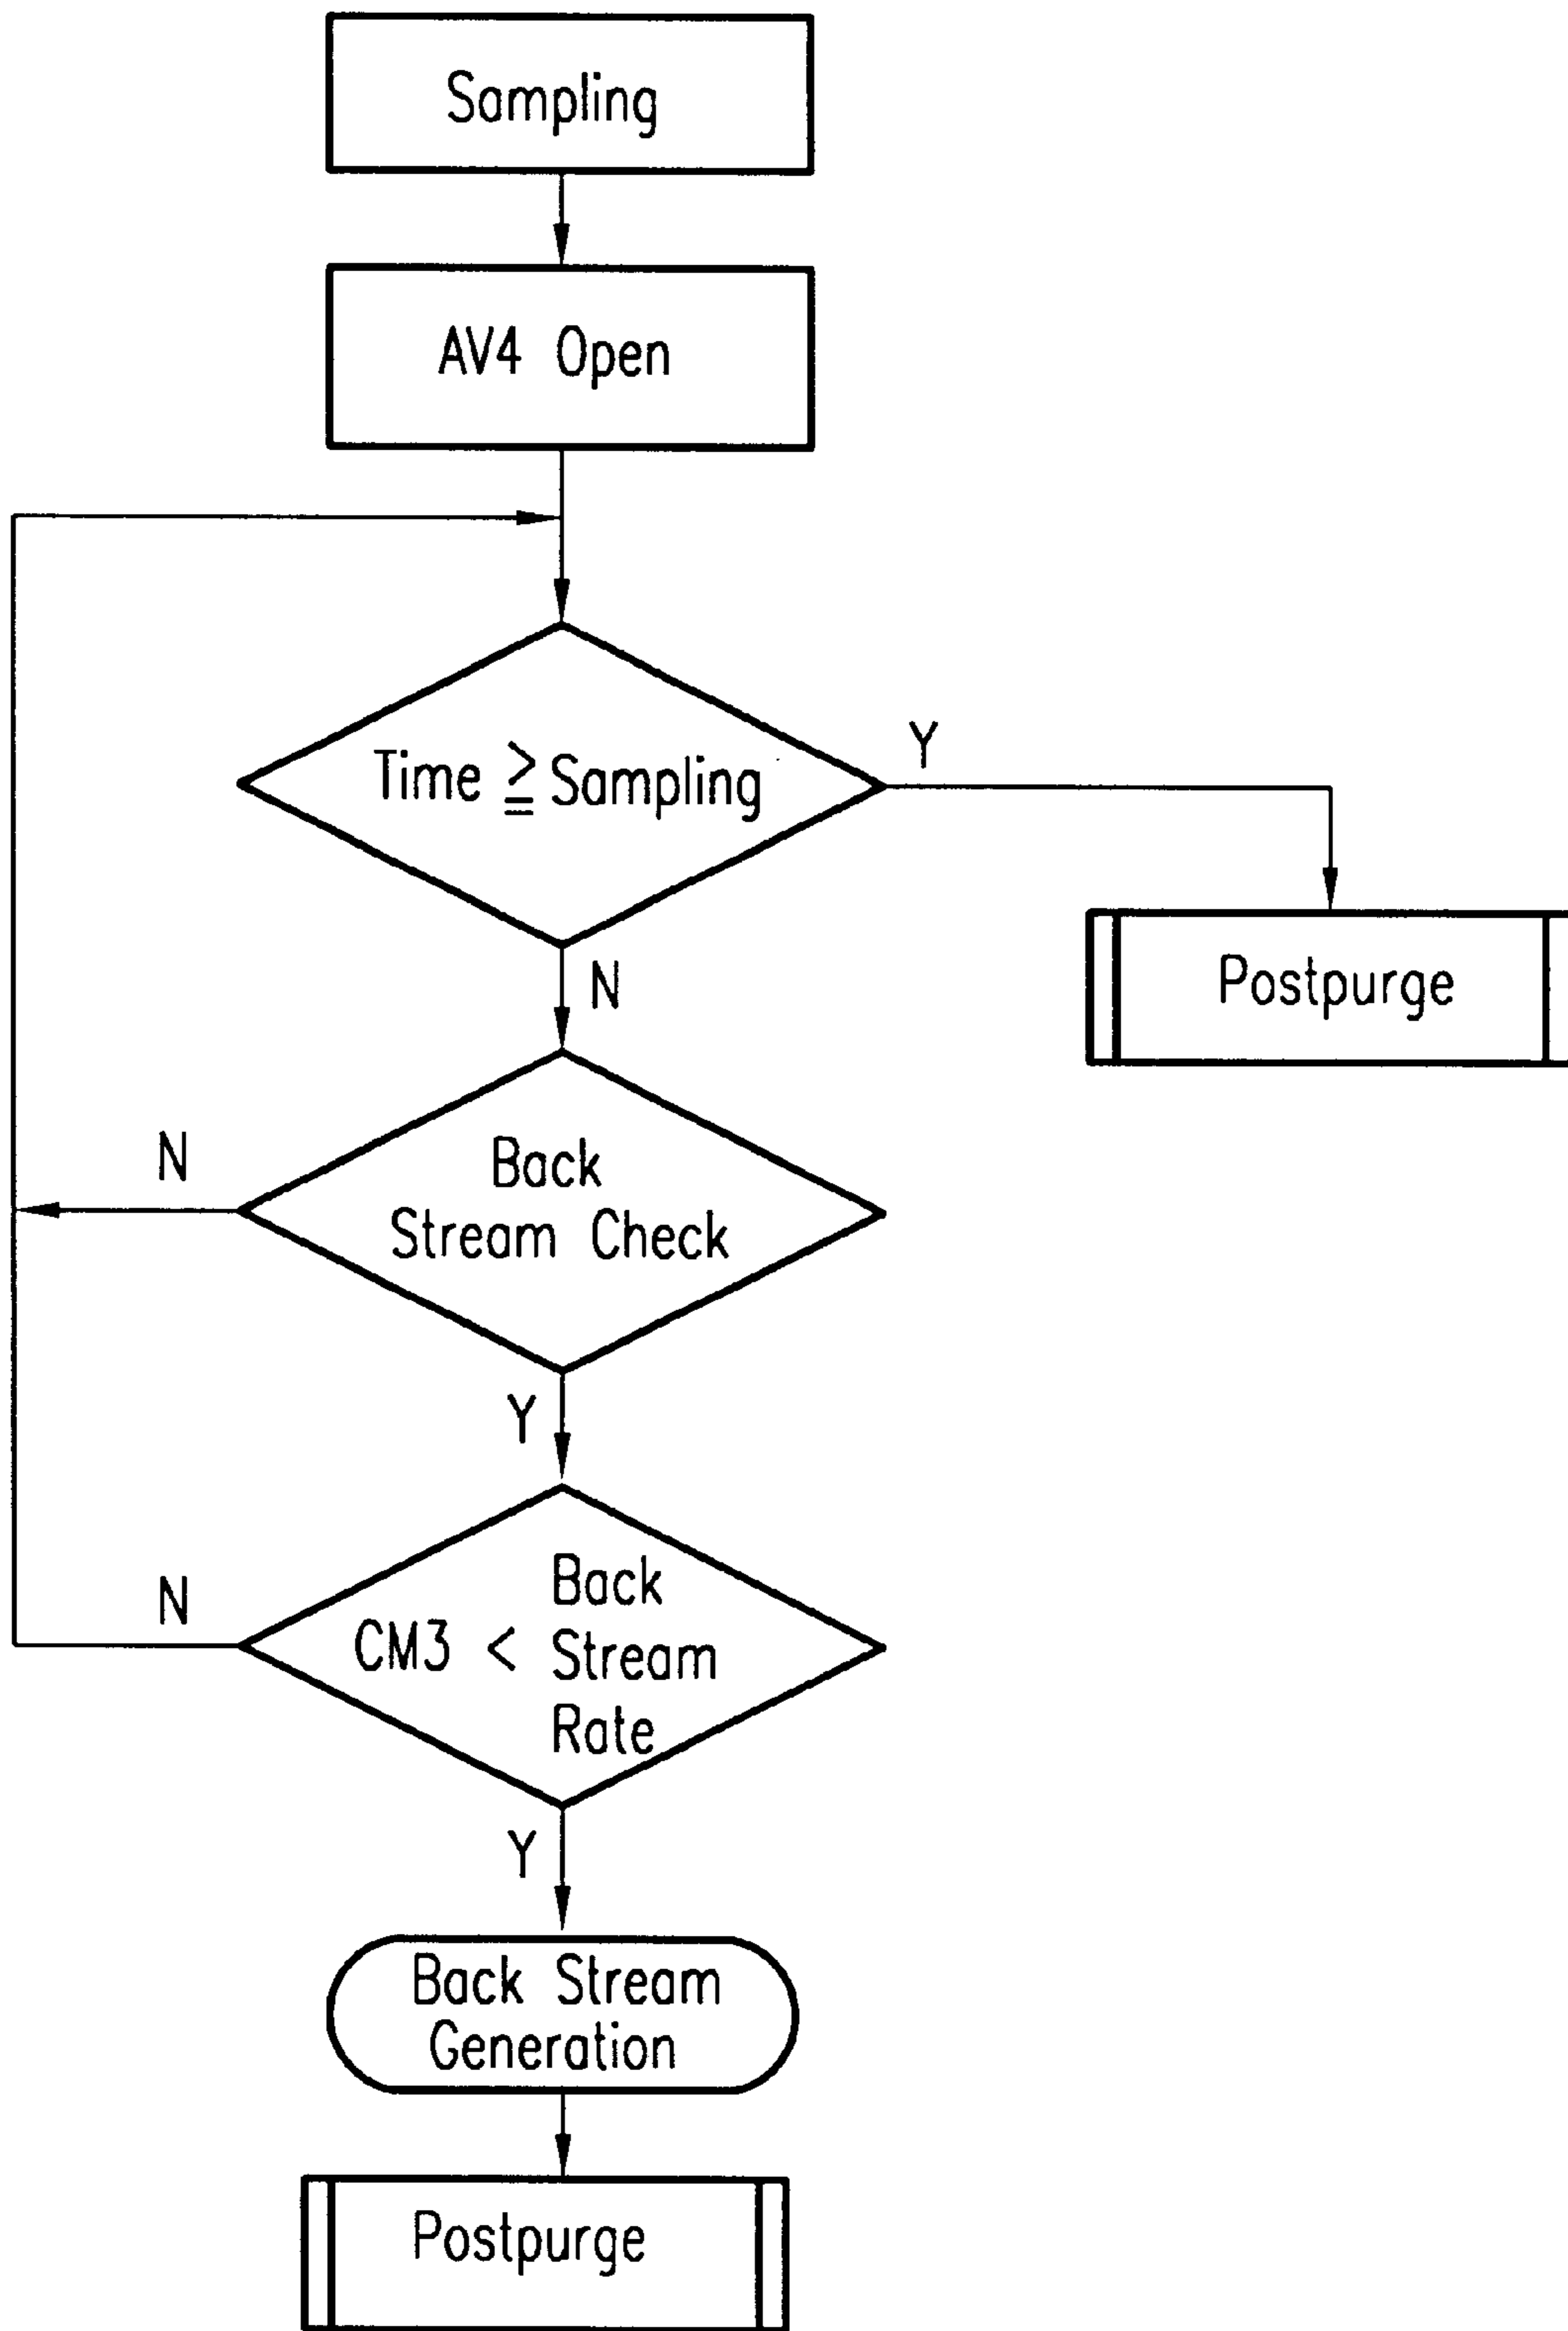 Sampling
AV4 Open
Time ≧ Sampling
Y
N
Postpurge
Back
Stream Check
N
Y
Back
CM3 < Stream
Rate
N
Y
Back Stream
Generation
Postpurge